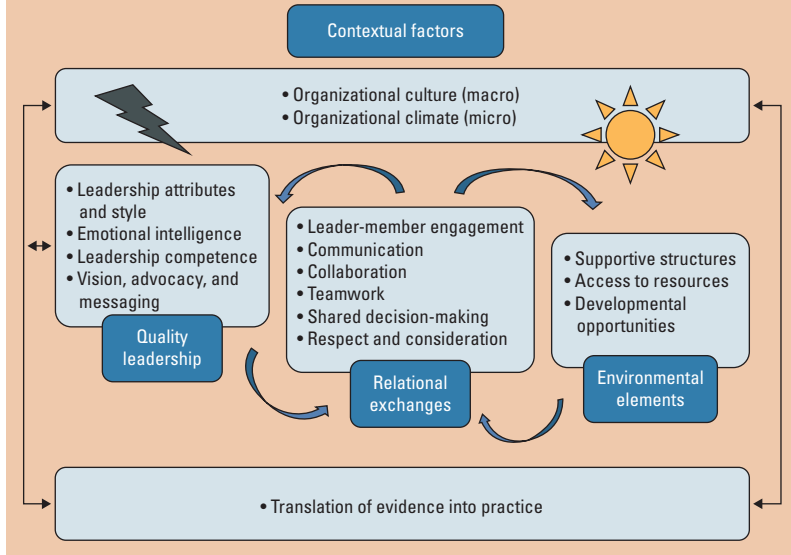 Contextual factors
• Organizational culture (macro)
• Organizational climate (micro)
• Leadership attributes
and style
• Emotional intelligence
• Leadership competence
• Vision, advocacy, and
messaging
Quality
leadership
• Leader-member engagement
• Communication
• Collaboration
• Teamwork
• Shared decision-making
• Respect and consideration
Relational
exchanges
• Supportive structures
• Access to resources
• Developmental
opportunities
Environmental
elements
• Translation of evidence into practice